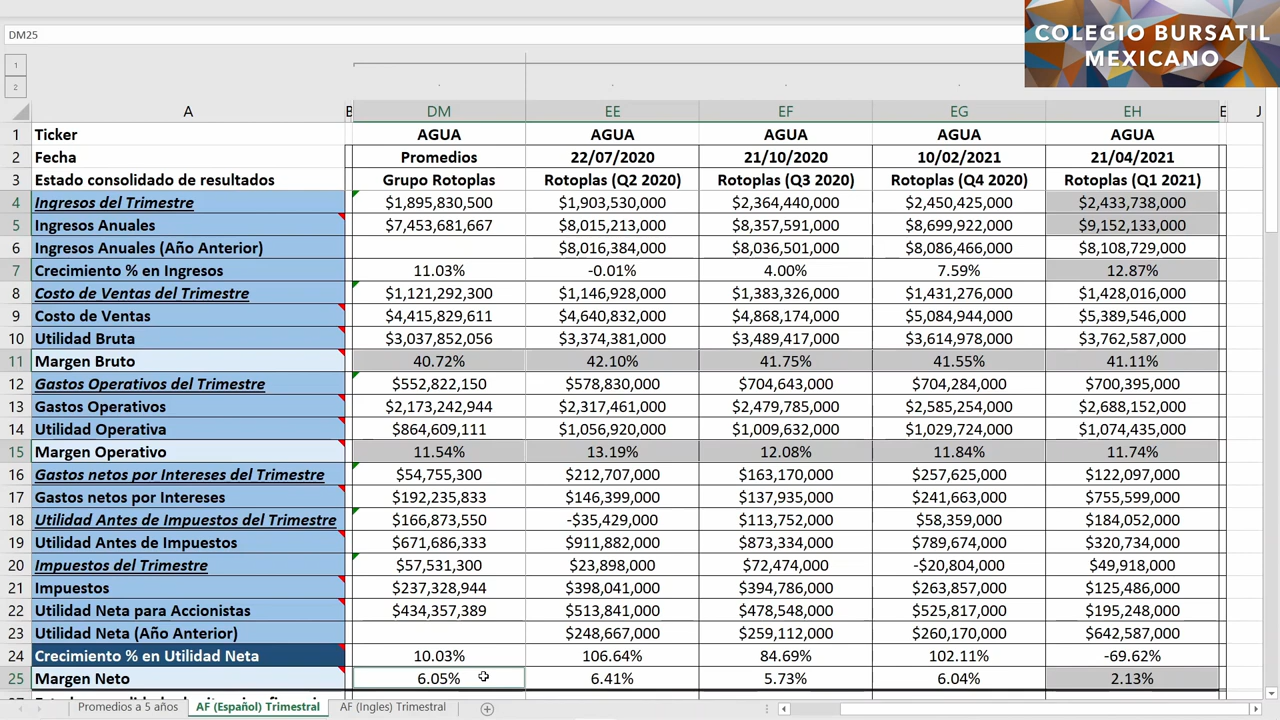 DM25
COLEGIO BURSATIL
MEXICANO
1
2
A B DM EE EF EG EH E J
1 Ticker AGUA AGUA AGUA AGUA AGUA
2 Fecha Promedios 22/07/2020 21/10/2020 10/02/2021 21/04/2021
3 Estado consolidado de resultados Grupo Rotoplas Rotoplas (Q2 2020) Rotoplas (Q3 2020) Rotoplas (Q4 2020) Rotoplas (Q1 2021)
4 Ingresos del Trimestre $1,895,830,500 $1,903,530,000 $2,364,440,000 $2,450,425,000 $2,433,738,000
5 Ingresos Anuales $7,453,681,667 $8,015,213,000 $8,357,591,000 $8,699,922,000 $9,152,133,000
6 Ingresos Anuales (Año Anterior) $8,016,384,000 $8,036,501,000 $8,086,466,000 $8,108,729,000
7 Crecimiento % en Ingresos 11.03% -0.01% 4.00% 7.59% 12.87%
8 Costo de Ventas del Trimestre $1,121,292,300 $1,146,928,000 $1,383,326,000 $1,431,276,000 $1,428,016,000
9 Costo de Ventas $4,415,829,611 $4,640,832,000 $4,868,174,000 $5,084,944,000 $5,389,546,000
10 Utilidad Bruta $3,037,852,056 $3,374,381,000 $3,489,417,000 $3,614,978,000 $3,762,587,000
11 Margen Bruto 40.72% 42.10% 41.75% 41.55% 41.11%
12 Gastos Operativos del Trimestre $552,822,150 $578,830,000 $704,643,000 $704,284,000 $700,395,000
13 Gastos Operativos $2,173,242,944 $2,317,461,000 $2,479,785,000 $2,585,254,000 $2,688,152,000
14 Utilidad Operativa $864,609,111 $1,056,920,000 $1,009,632,000 $1,029,724,000 $1,074,435,000
15 Margen Operativo 11.54% 13.19% 12.08% 11.84% 11.74%
16 Gastos netos por Intereses del Trimestre $54,755,300 $212,707,000 $163,170,000 $257,625,000 $122,097,000
17 Gastos netos por Intereses $192,235,833 $146,399,000 $137,935,000 $241,663,000 $755,599,000
18 Utilidad Antes de Impuestos del Trimestre $166,873,550 -$35,429,000 $113,752,000 $58,359,000 $184,052,000
19 Utilidad Antes de Impuestos $671,686,333 $911,882,000 $873,334,000 $789,674,000 $320,734,000
20 Impuestos del Trimestre $57,531,300 $23,898,000 $72,474,000 -$20,804,000 $49,918,000
21 Impuestos $237,328,944 $398,041,000 $394,786,000 $263,857,000 $125,486,000
22 Utilidad Neta para Accionistas $434,357,389 $513,841,000 $478,548,000 $525,817,000 $195,248,000
23 Utilidad Neta (Año Anterior) $248,667,000 $259,112,000 $260,170,000 $642,587,000
24 Crecimiento % en Utilidad Neta 10.03% 106.64% 84.69% 102.11% -69.62%
25 Margen Neto 6.05% 6.41% 5.73% 6.04% 2.13%
Promedios a 5 años AF (Español) Trimestral AF (Ingles) Trimestral